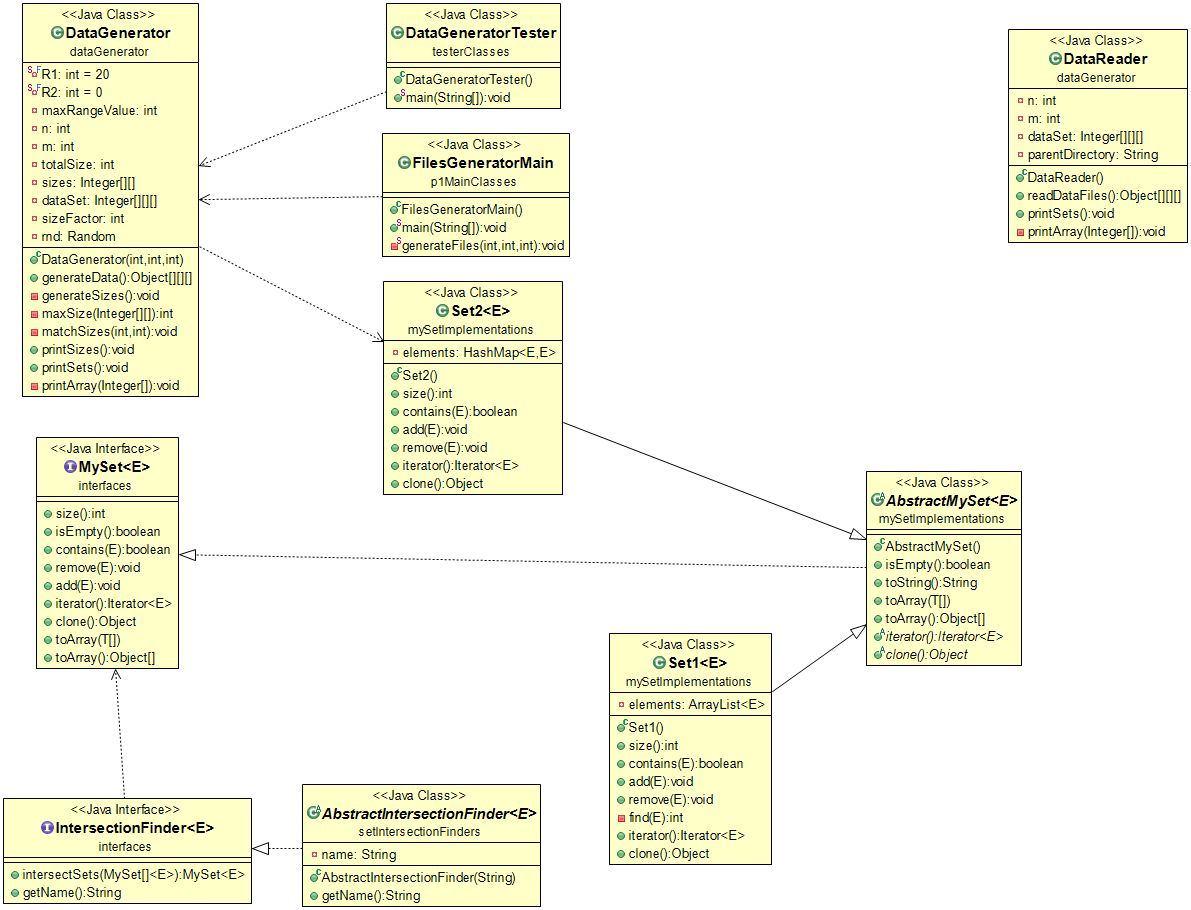 <<Java Class>>
DataGenerator
dataGenerator
R1: int = 20
R2: int = 0
maxRangeValue: int
n: int
m: int
totalSize: int
sizes: Integer[][]
dataSet: Integer[][][]
sizeFactor: int
rnd: Random
DataGenerator(int,int,int)
generateData():Object[][][]
generateSizes():void
maxSize(Integer[][]):int
matchSizes(int,int):void
printSizes():void
printSets():void
printArray(Integer[]):void
<<Java Class>>
DataGeneratorTester
testerClasses
DataGeneratorTester()
main(String[]):void
<<Java Class>>
FilesGeneratorMain
p1MainClasses
FilesGeneratorMain()
main(String[]):void
generateFiles(int,int,int):void
<<Java Class>>
DataReader
dataGenerator
n: int
m: int
dataSet: Integer[][][]
parentDirectory: String
DataReader()
readDataFiles():Object[][][]
printSets():void
printArray(Integer[]):void
<<Java Class>>
Set2<E>
mySetImplementations
elements: HashMap<E,E>
Set2()
size():int
contains(E):boolean
add(E):void
remove(E):void
iterator():Iterator<E>
clone():Object
<<Java Interface>>
MySet<E>
interfaces
size():int
isEmpty():boolean
contains(E):boolean
remove(E):void
add(E):void
iterator():Iterator<E>
clone():Object
toArray(T[])
toArray():Object[]
<<Java Class>>
AbstractMySet<E>
mySetImplementations
AbstractMySet()
isEmpty():boolean
toString():String
toArray(T[])
toArray():Object[]
iterator():Iterator<E>
clone():Object
<<Java Class>>
Set1<E>
mySetImplementations
elements: ArrayList<E>
Set1()
size():int
contains(E):boolean
add(E):void
remove(E):void
find(E):int
iterator():Iterator<E>
clone():Object
<<Java Interface>>
IntersectionFinder<E>
interfaces
intersectSets(MySet[]<E>):MySet<E>
getName():String
<<Java Class>>
AbstractIntersectionFinder<E>
setIntersectionFinders
name: String
AbstractIntersectionFinder(String)
getName():String